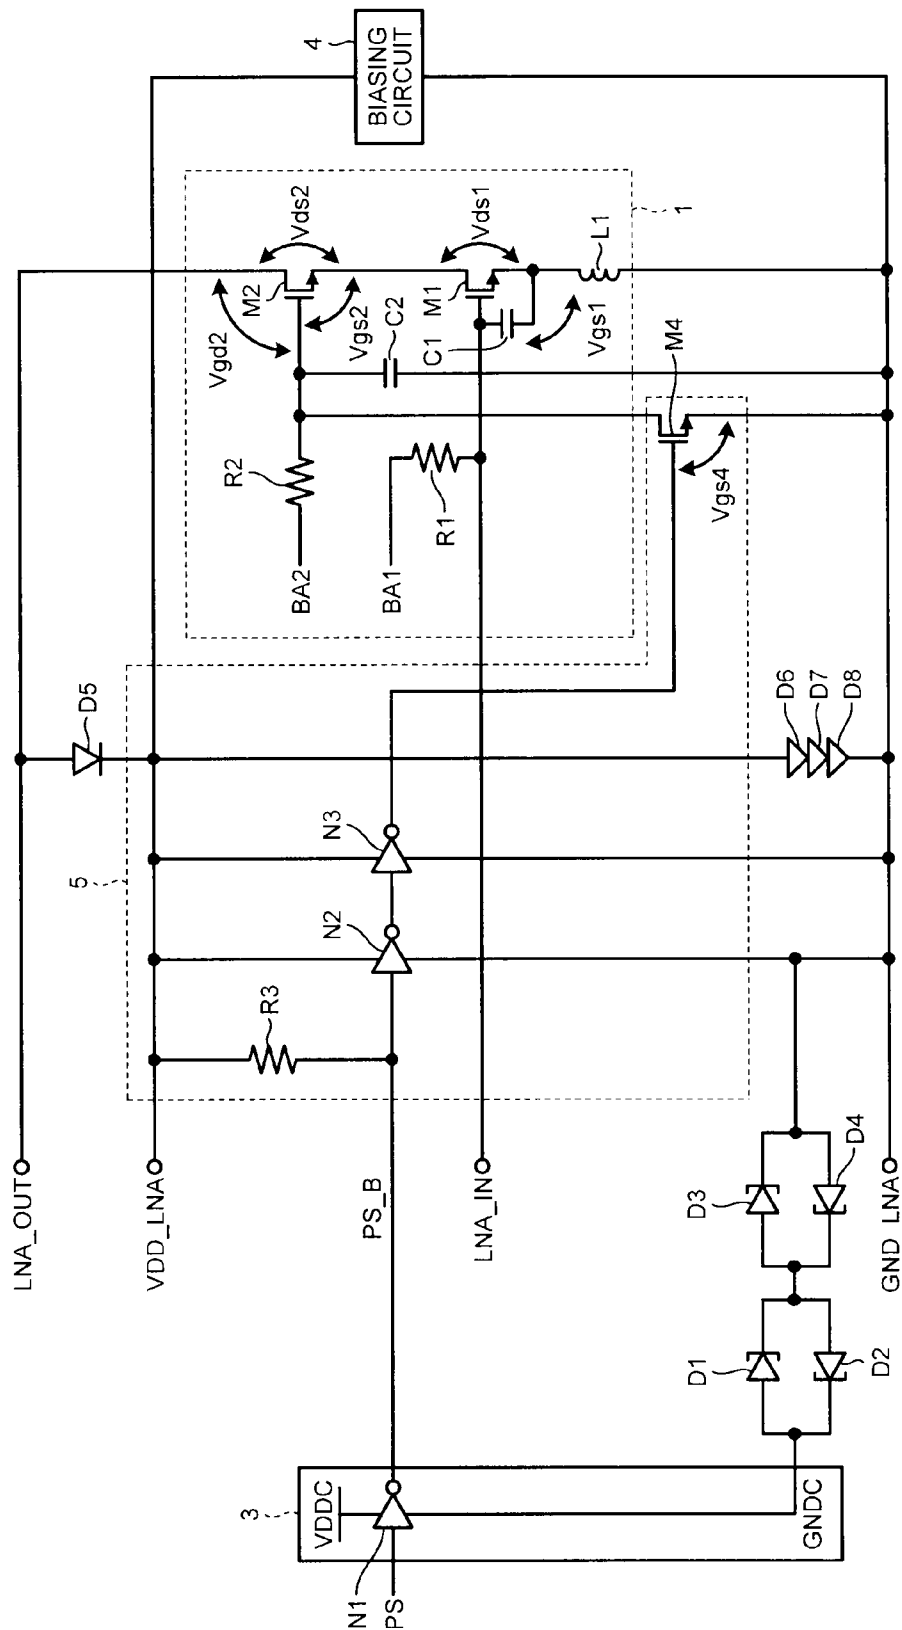 4
BIASING
CIRCUIT
Vds2
M2
Vgd2
Vgs2
C2
Vds1
M1
C1
Vgs1
L1
1
M4
Vgs4
R2
BA2
R1
BA1
D5
D6
D7
D8
5
N3
N2
R3
LNA_OUT
VDD_LNA
PS_B
LNA_IN
GND LNA
D3
D4
D1
D2
3
VDDC
GNDC
N1
PS